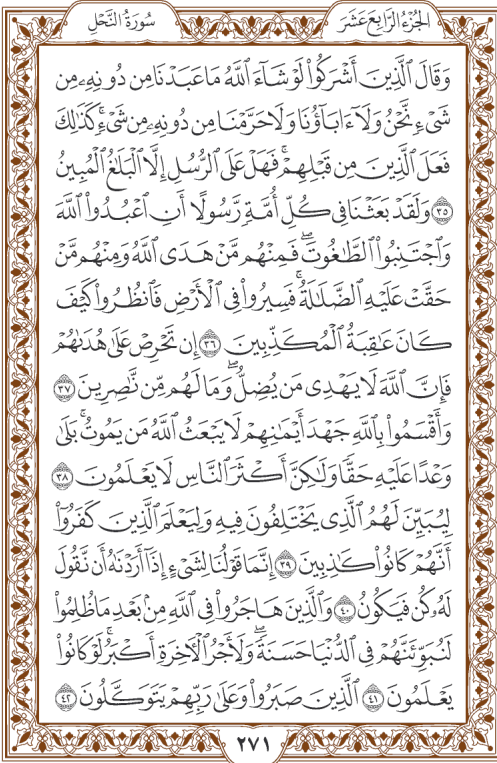 الجُزْءُ الرَّابِعَ عَشَرَ
سُورَةُ النَّحْلِ
وَقَالَ ٱلَّذِينَ أَشْرَكُوا۟ لَوْ شَآءَ ٱللَّهُ مَا عَبَدْنَا مِن دُونِهِۦ مِن
شَىْءٍ نَّحْنُ وَلَآ ءَابَآؤُنَا وَلَا حَرَّمْنَا مِن دُونِهِۦ مِن شَىْءٍ ۚ كَذَٰلِكَ
فَعَلَ ٱلَّذِينَ مِن قَبْلِهِمْ ۚ فَهَلْ عَلَى ٱلرُّسُلِ إِلَّا ٱلْبَلَٰغُ ٱلْمُبِينُ
٣٥ وَلَقَدْ بَعَثْنَا فِى كُلِّ أُمَّةٍ رَّسُولًا أَنِ ٱعْبُدُوا۟ ٱللَّهَ
وَٱجْتَنِبُوا۟ ٱلطَّٰغُوتَ ۖ فَمِنْهُم مَّنْ هَدَى ٱللَّهُ وَمِنْهُم مَّنْ
حَقَّتْ عَلَيْهِ ٱلضَّلَٰلَةُ ۚ فَسِيرُوا۟ فِى ٱلْأَرْضِ فَٱنظُرُوا۟ كَيْفَ
كَانَ عَٰقِبَةُ ٱلْمُكَذِّبِينَ ٣٦ إِن تَحْرِصْ عَلَىٰ هُدَىٰهُمْ
فَإِنَّ ٱللَّهَ لَا يَهْدِى مَن يُضِلُّ ۖ وَمَا لَهُم مِّن نَّٰصِرِينَ ٣٧
وَأَقْسَمُوا۟ بِٱللَّهِ جَهْدَ أَيْمَٰنِهِمْ ۙ لَا يَبْعَثُ ٱللَّهُ مَن يَمُوتُ ۚ بَلَىٰ
وَعْدًا عَلَيْهِ حَقًّا وَلَٰكِنَّ أَكْثَرَ ٱلنَّاسِ لَا يَعْلَمُونَ ٣٨
لِيُبَيِّنَ لَهُمُ ٱلَّذِى يَخْتَلِفُونَ فِيهِ وَلِيَعْلَمَ ٱلَّذِينَ كَفَرُوٓا۟
أَنَّهُمْ كَانُوا۟ كَٰذِبِينَ ٣٩ إِنَّمَا قَوْلُنَا لِشَىْءٍ إِذَآ أَرَدْنَٰهُ أَن نَّقُولَ
لَهُۥ كُن فَيَكُونُ ٤٠ وَٱلَّذِينَ هَاجَرُوا۟ فِى ٱللَّهِ مِنۢ بَعْدِ مَا ظُلِمُوا۟
لَنُبَوِّئَنَّهُمْ فِى ٱلدُّنْيَا حَسَنَةً ۖ وَلَأَجْرُ ٱلْءَاخِرَةِ أَكْبَرُ ۚ لَوْ كَانُوا۟
يَعْلَمُونَ ٤١ ٱلَّذِينَ صَبَرُوا۟ وَعَلَىٰ رَبِّهِمْ يَتَوَكَّلُونَ ٤٢
٢٧١